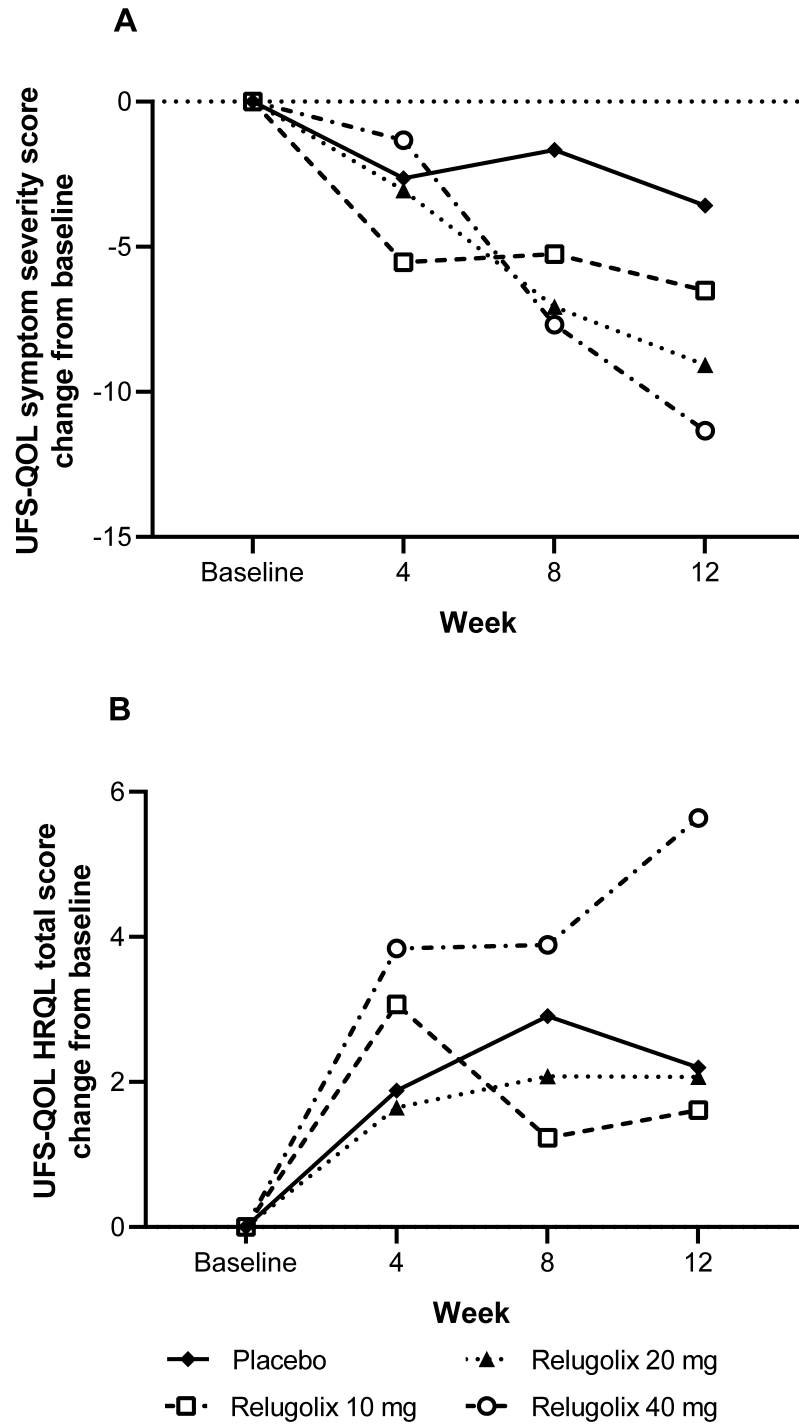 A
UFS-QOL symptom severity score
change from baseline
0
-5
-10
-15
Baseline 4 8 12
Week
B
UFS-QOL HRQL total score
change from baseline
6
4
2
0
Baseline 4 8 12
Week
Placebo Relugolix 20 mg
Relugolix 10 mg Relugolix 40 mg